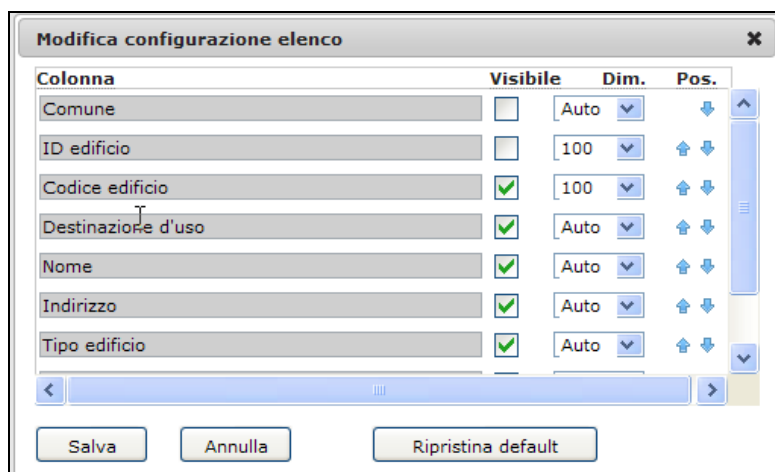 Modifica configurazione elenco
Colonna Visibile Dim. Pos.
Comune Auto
ID edificio 100
Codice edificio 100
Destinazione d'uso Auto
Nome Auto
Indirizzo Auto
Tipo edificio Auto
Salva Annulla Ripristina default